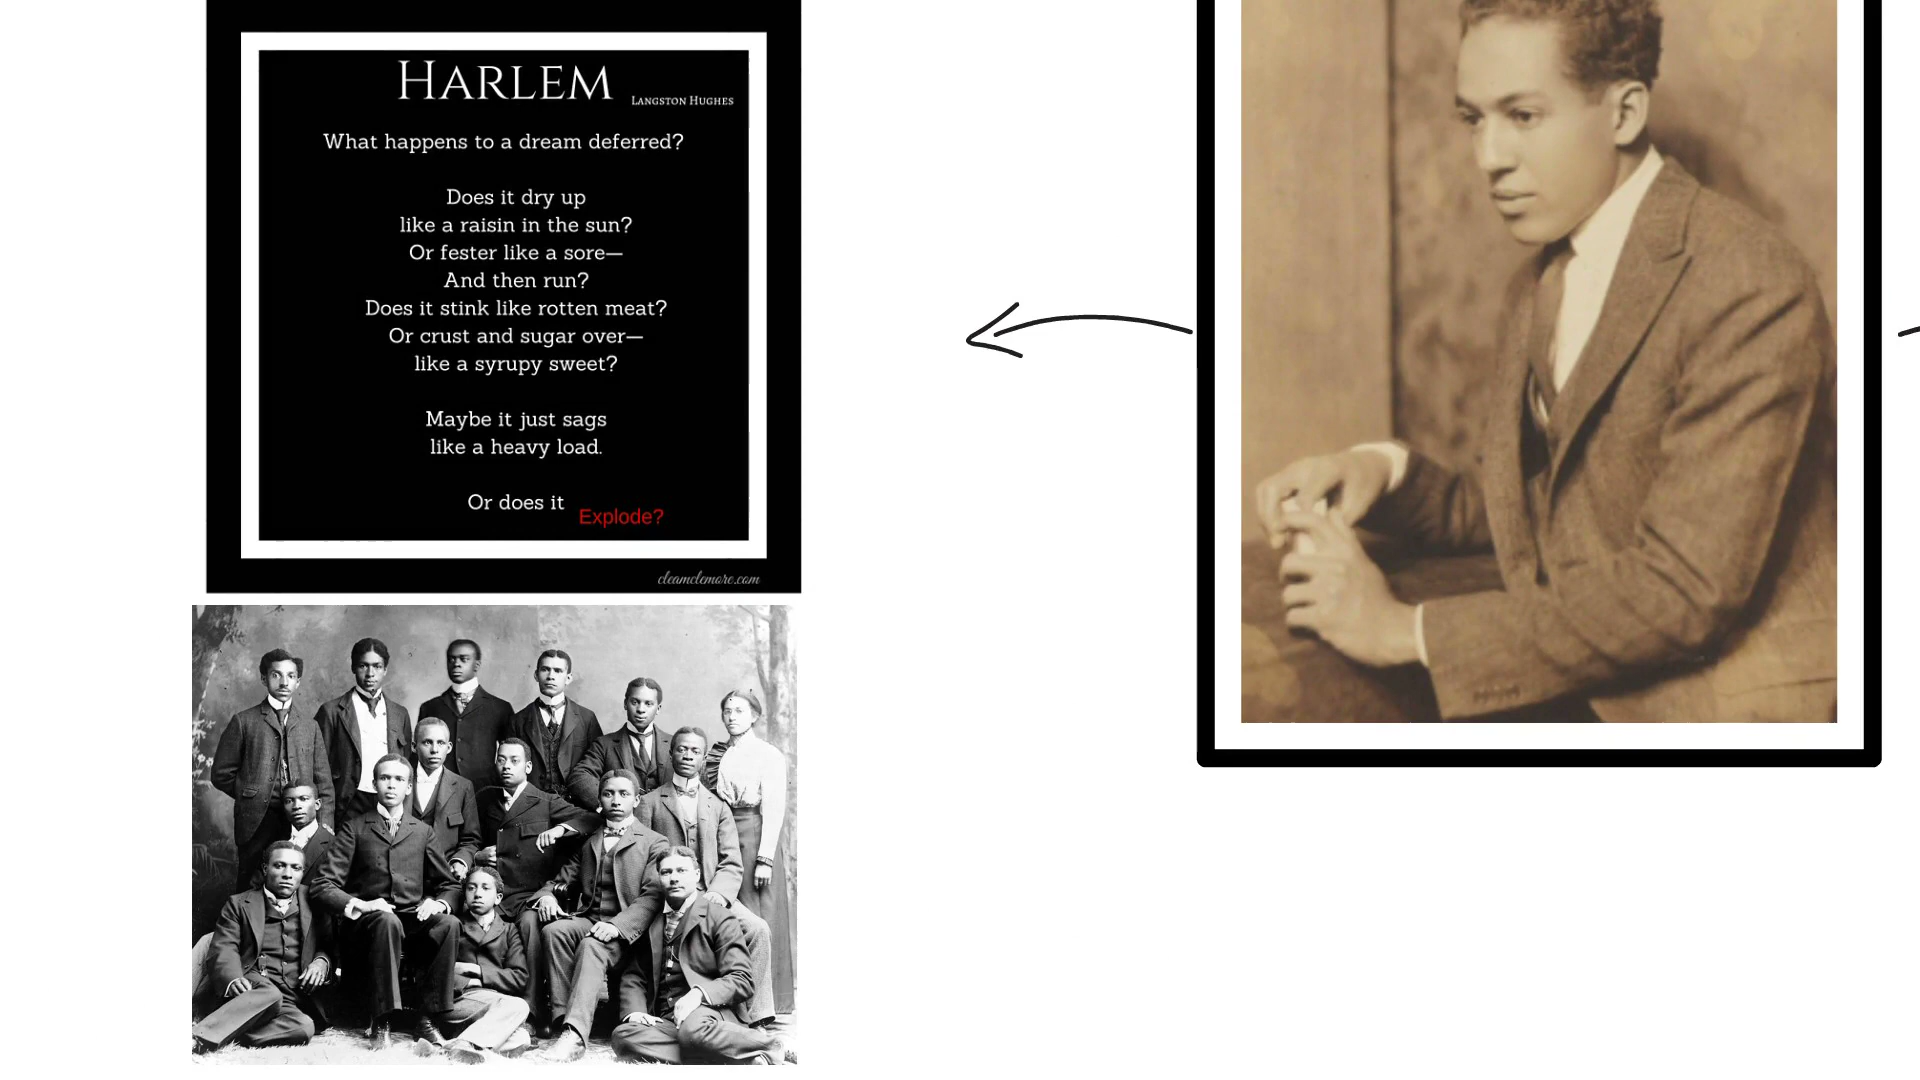 HARLEM
LANGSTON HUGHES
What happens to a dream deferred?
Does it dry up
like a raisin in the sun?
Or fester like a sore—
And then run?
Does it stink like rotten meat?
Or crust and sugar over—
like a syrupy sweet?
Maybe it just sags
like a heavy load.
Or does it Explode?
cleamclemore.com